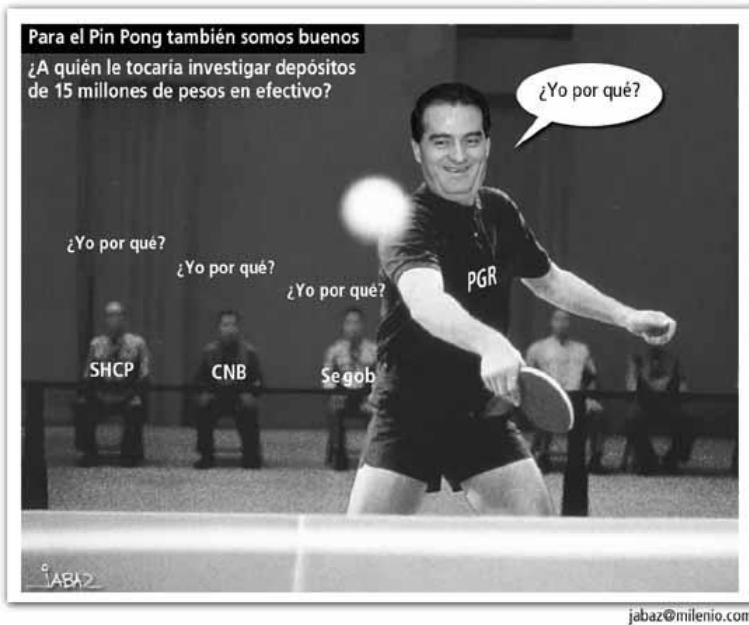 Para el Pin Pong también somos buenos
¿A quién le tocaría investigar depósitos
de 15 millones de pesos en efectivo?
¿Yo por qué?
¿Yo por qué?
¿Yo por qué?
¿Yo por qué?
PGR
SHCP
CNB
Segob
JABAZ
jabaz@milenio.com